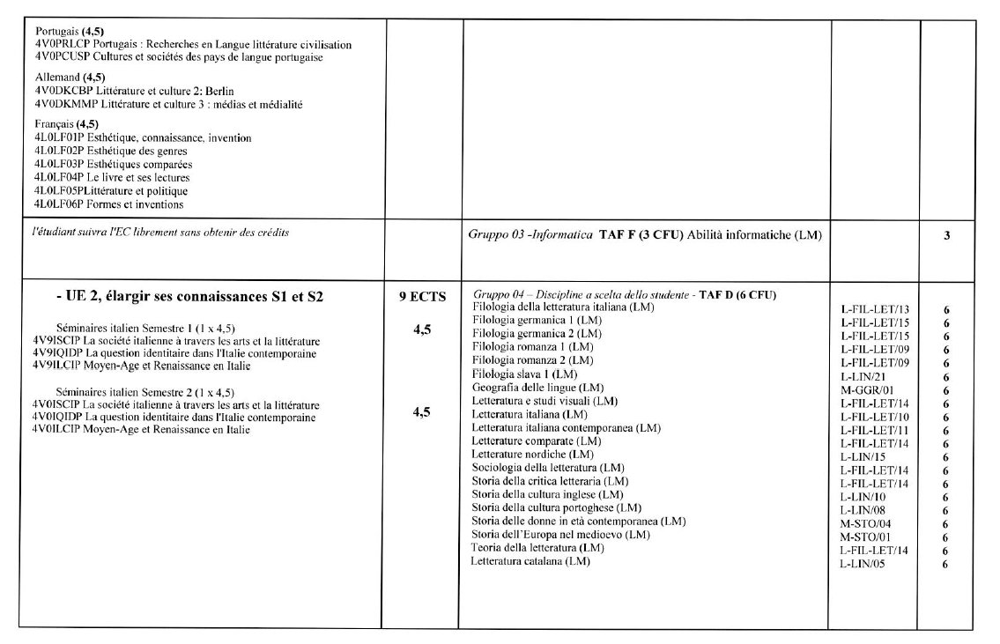 Portugais (4,5)
4V0PRLCP Portugais : Recherches en Langue littérature civilisation
4V0PCUSP Cultures et sociétés des pays de langue portugaise
Allemand (4,5)
4V0DKCBP Littérature et culture 2: Berlin
4V0DKMMP Littérature et culture 3 : médias et médialité
Français (4,5)
4L0LF01P Esthétique, connaissance, invention
4L0LF02P Esthétique des genres
4L0LF03P Esthétiques comparées
4L0LF04P Le livre et ses lectures
4L0LF05PLittérature et politique
4L0LF06P Formes et inventions
l'étudiant suivra l'EC librement sans obtenir des crédits
Gruppo 03 -Informatica TAF F (3 CFU) Abilità informatiche (LM)
3
- UE 2, élargir ses connaissances S1 et S2
9 ECTS
Séminaires italien Semestre 1 (1 x 4,5)
4,5
4V9ISCIP La société italienne à travers les arts et la littérature
4V9IQIDP La question identitaire dans l'Italie contemporaine
4V9ILCIP Moyen-Age et Renaissance en Italie
Séminaires italien Semestre 2 (1 x 4,5)
4V0ISCIP La société italienne à travers les arts et la littérature
4,5
4V0IQIDP La question identitaire dans l'Italie contemporaine
4V0ILCIP Moyen-Age et Renaissance en Italie
Gruppo 04 – Discipline a scelta dello studente - TAF D (6 CFU)
Filologia della letteratura italiana (LM) L-FIL-LET/13 6
Filologia germanica 1 (LM) L-FIL-LET/15 6
Filologia germanica 2 (LM) L-FIL-LET/15 6
Filologia romanza 1 (LM) L-FIL-LET/09 6
Filologia romanza 2 (LM) L-FIL-LET/09 6
Filologia slava 1 (LM) L-LIN/21 6
Geografia delle lingue (LM) M-GGR/01 6
Letteratura e studi visuali (LM) L-FIL-LET/14 6
Letteratura italiana (LM) L-FIL-LET/10 6
Letteratura italiana contemporanea (LM) L-FIL-LET/11 6
Letterature comparate (LM) L-FIL-LET/14 6
Letterature nordiche (LM) L-LIN/15 6
Sociologia della letteratura (LM) L-FIL-LET/14 6
Storia della critica letteraria (LM) L-FIL-LET/14 6
Storia della cultura inglese (LM) L-LIN/10 6
Storia della cultura portoghese (LM) L-LIN/08 6
Storia delle donne in età contemporanea (LM) M-STO/04 6
Storia dell'Europa nel medioevo (LM) M-STO/01 6
Teoria della letteratura (LM) L-FIL-LET/14 6
Letteratura catalana (LM) L-LIN/05 6